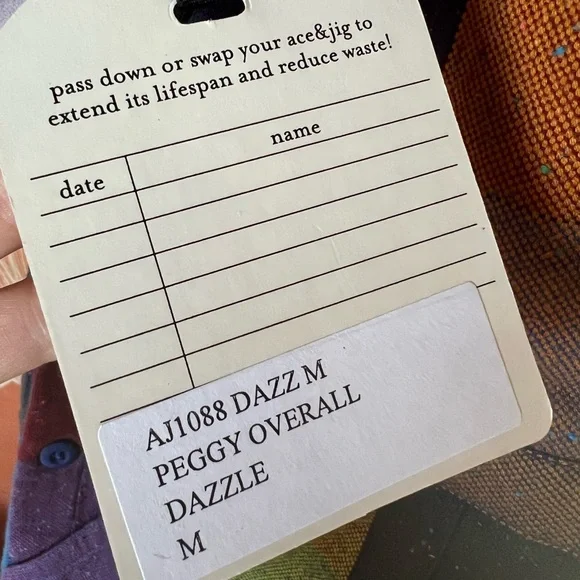 pass down or swap your ace&jig to
extend its lifespan and reduce waste!
date name
AJ1088 DAZZ M
PEGGY OVERALL
DAZZLE
M